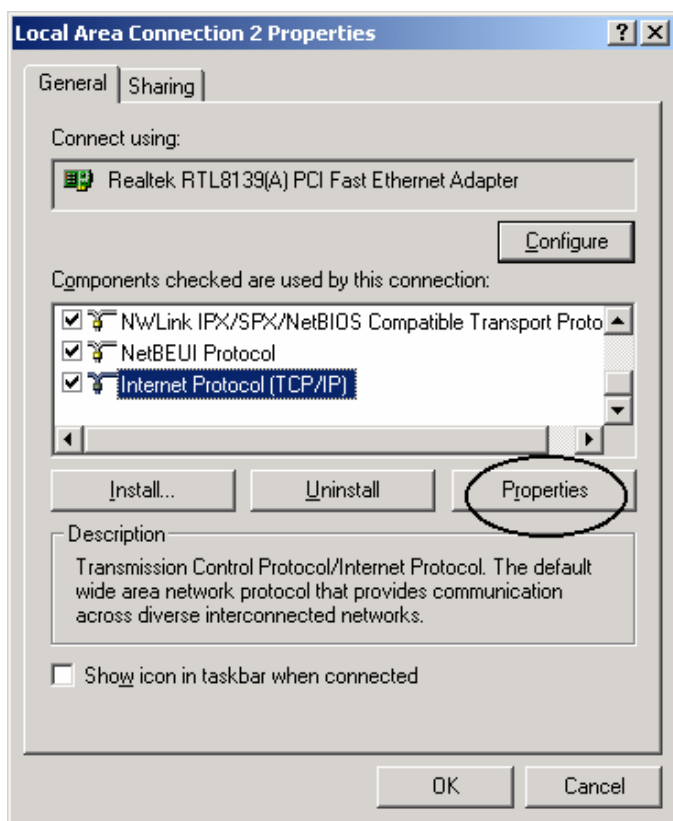 Local Area Connection 2 Properties
General Sharing
Connect using:
Realtek RTL8139(A) PCI Fast Ethernet Adapter
Configure
Components checked are used by this connection:
NWLink IPX/SPX/NetBIOS Compatible Transport Proto
NetBEUI Protocol
Internet Protocol (TCP/IP)
Install... Uninstall Properties
Description
Transmission Control Protocol/Internet Protocol. The default
wide area network protocol that provides communication
across diverse interconnected networks.
Show icon in taskbar when connected
OK Cancel